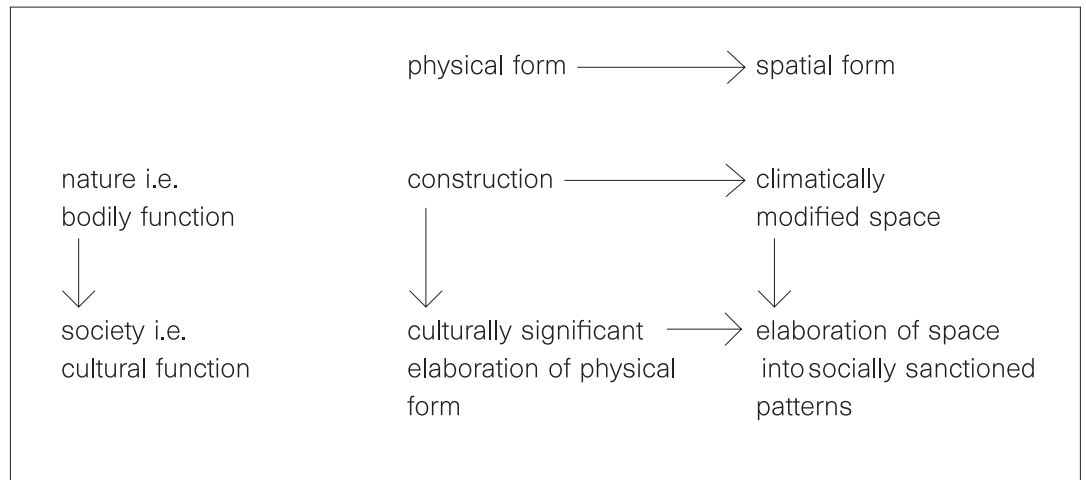 physical form
spatial form
nature i.e.
bodily function
construction
climatically
modified space
society i.e.
cultural function
culturally significant
elaboration of physical
form
elaboration of space
into socially sanctioned
patterns